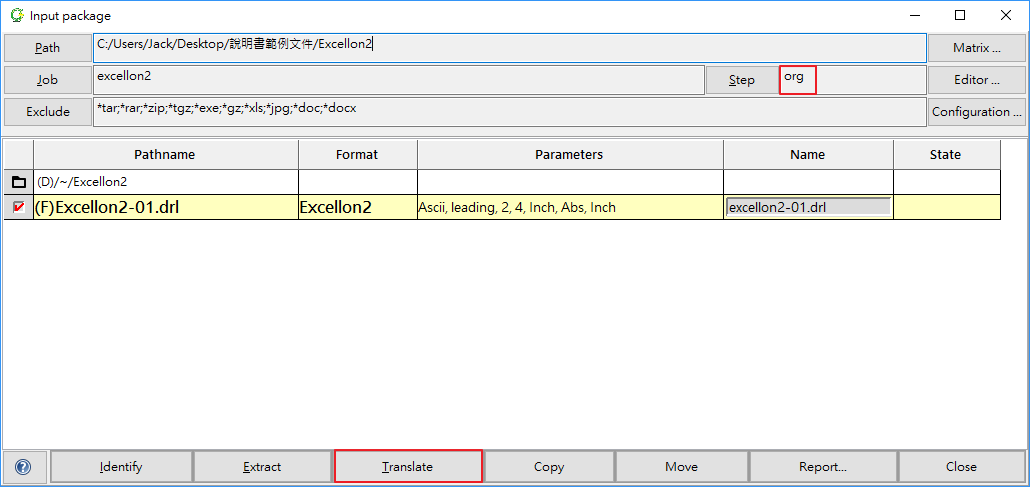 Input package
Path C:/Users/Jack/Desktop/說明書範例文件/Excellon2 Matrix ...
Job excellon2 Step org Editor ...
Exclude *tar;*rar;*zip;*tgz;*exe;*gz;*xls;*jpg;*doc;*docx Configuration ...
Pathname Format Parameters Name State
(D)/~/Excellon2
(F)Excellon2-01.drl Excellon2 Ascii, leading, 2, 4, Inch, Abs, Inch excellon2-01.drl
? Identify Extract Translate Copy Move Report... Close